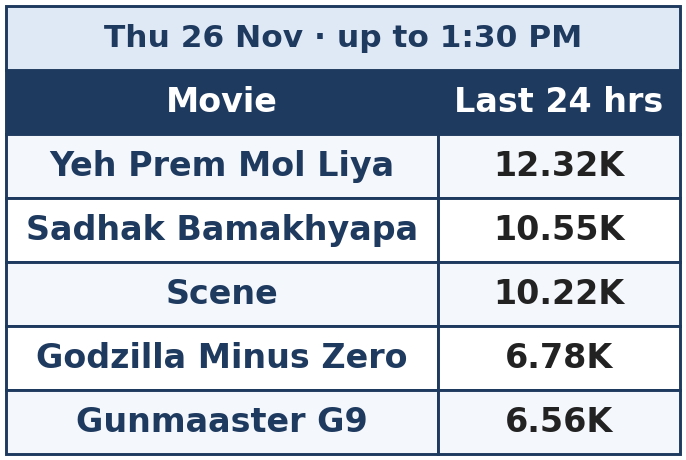 Thu 26 Nov · up to 1:30 PM
Movie Last 24 hrs
Yeh Prem Mol Liya 12.32K
Sadhak Bamakhyapa 10.55K
Scene 10.22K
Godzilla Minus Zero 6.78K
Gunmaaster G9 6.56K